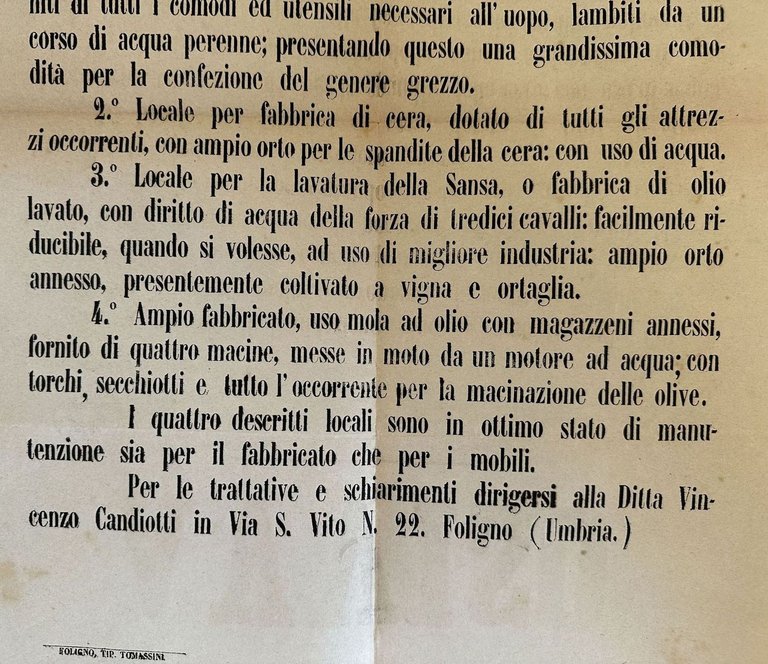 niti di tutti i comodi ed utensili necessari all'uopo, lambiti da un
corso di acqua perenne; presentando questo una grandissima como-
dità per la confezione del genere grezzo.
2.° Locale per fabbrica di cera, dotato di tutti gli attrez-
zi occorrenti, con ampio orto per le spandite della cera: con uso di acqua.
3.° Locale per la lavatura della Sansa, o fabbrica di olio
lavato, con diritto di acqua della forza di tredici cavalli: facilmente ri-
ducibile, quando si volesse, ad uso di migliore industria: ampio orto
annesso, presentemente coltivato a vigna e ortaglia.
4.° Ampio fabbricato, uso mola ad olio con magazzeni annessi,
fornito di quattro macine, messe in moto da un motore ad acqua; con
torchi, secchiotti e tutto l'occorrente per la macinazione delle olive.
I quattro descritti locali sono in ottimo stato di manu-
tenzione sia per il fabbricato che per i mobili.
Per le trattative e schiarimenti dirigersi alla Ditta Vin-
cenzo Candiotti in Via S. Vito N. 22. Foligno (Umbria.)
FOLIGNO, TIP. TOMASSINI.